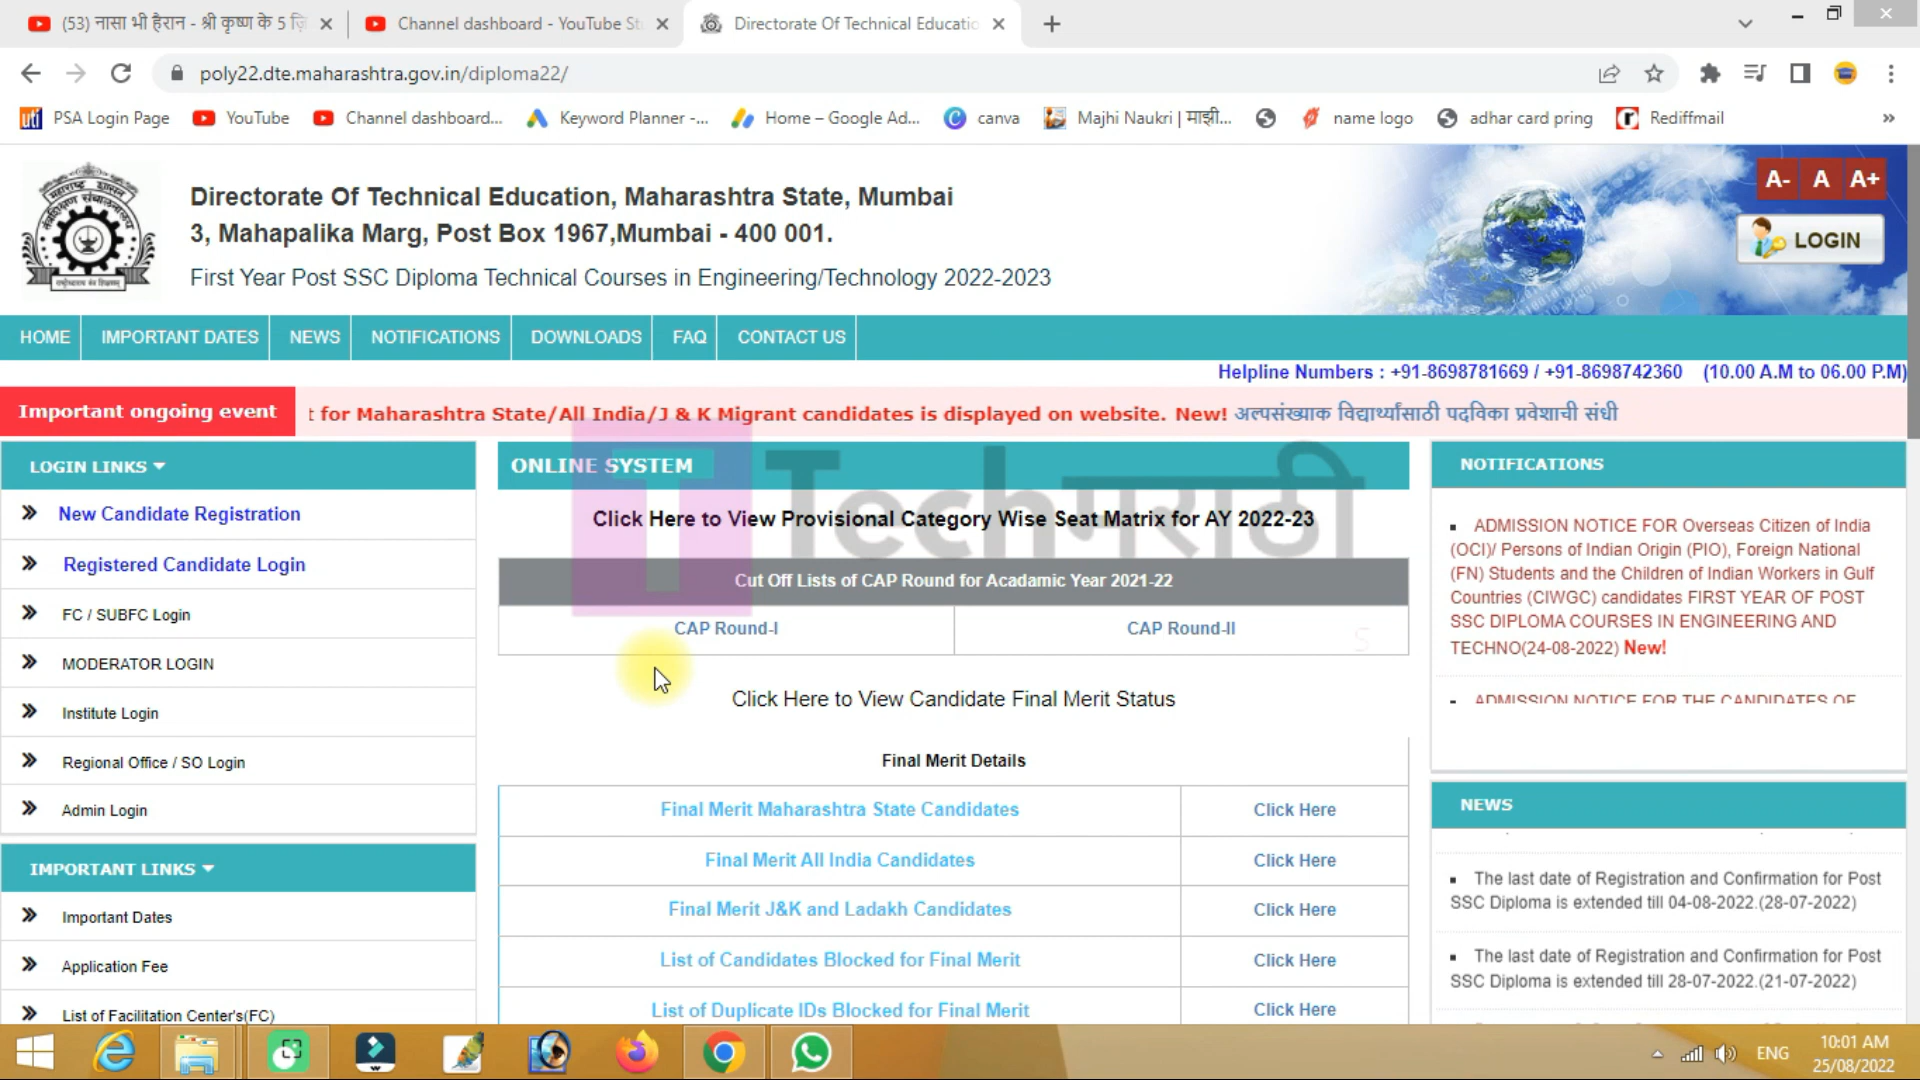 (53) नासा भी हैरान - श्री कृष्ण के 5
Channel dashboard - YouTube St
Directorate Of Technical Educatio
poly22.dte.maharashtra.gov.in/diploma22/
PSA Login Page
YouTube
Channel dashboard...
Keyword Planner -...
Home – Google Ad...
canva
Majhi Naukri | माझी...
name logo
adhar card pring
Rediffmail
Directorate Of Technical Education, Maharashtra State, Mumbai
3, Mahapalika Marg, Post Box 1967,Mumbai - 400 001.
First Year Post SSC Diploma Technical Courses in Engineering/Technology 2022-2023
A- A A+
LOGIN
HOME IMPORTANT DATES NEWS NOTIFICATIONS DOWNLOADS FAQ CONTACT US
Helpline Numbers : +91-8698781669 / +91-8698742360 (10.00 A.M to 06.00 P.M)
Important ongoing event
t for Maharashtra State/All India/J & K Migrant candidates is displayed on website. New! अल्पसंख्याक विद्यार्थ्यांसाठी पदविका प्रवेशाची संधी
LOGIN LINKS
New Candidate Registration
Registered Candidate Login
FC / SUBFC Login
MODERATOR LOGIN
Institute Login
Regional Office / SO Login
Admin Login
IMPORTANT LINKS
Important Dates
Application Fee
List of Facilitation Center's(FC)
ONLINE SYSTEM
Techमराठी
Click Here to View Provisional Category Wise Seat Matrix for AY 2022-23
Cut Off Lists of CAP Round for Acadamic Year 2021-22
CAP Round-I CAP Round-II
Click Here to View Candidate Final Merit Status
Final Merit Details
Final Merit Maharashtra State Candidates Click Here
Final Merit All India Candidates Click Here
Final Merit J&K and Ladakh Candidates Click Here
List of Candidates Blocked for Final Merit Click Here
List of Duplicate IDs Blocked for Final Merit Click Here
NOTIFICATIONS
ADMISSION NOTICE FOR Overseas Citizen of India
(OCI)/ Persons of Indian Origin (PIO), Foreign National
(FN) Students and the Children of Indian Workers in Gulf
Countries (CIWGC) candidates FIRST YEAR OF POST
SSC DIPLOMA COURSES IN ENGINEERING AND
TECHNO(24-08-2022) New!
ADMISSION NOTICE FOR THE CANDIDATES OF
NEWS
The last date of Registration and Confirmation for Post
SSC Diploma is extended till 04-08-2022.(28-07-2022)
The last date of Registration and Confirmation for Post
SSC Diploma is extended till 28-07-2022.(21-07-2022)
ENG
10:01 AM
25/08/2022